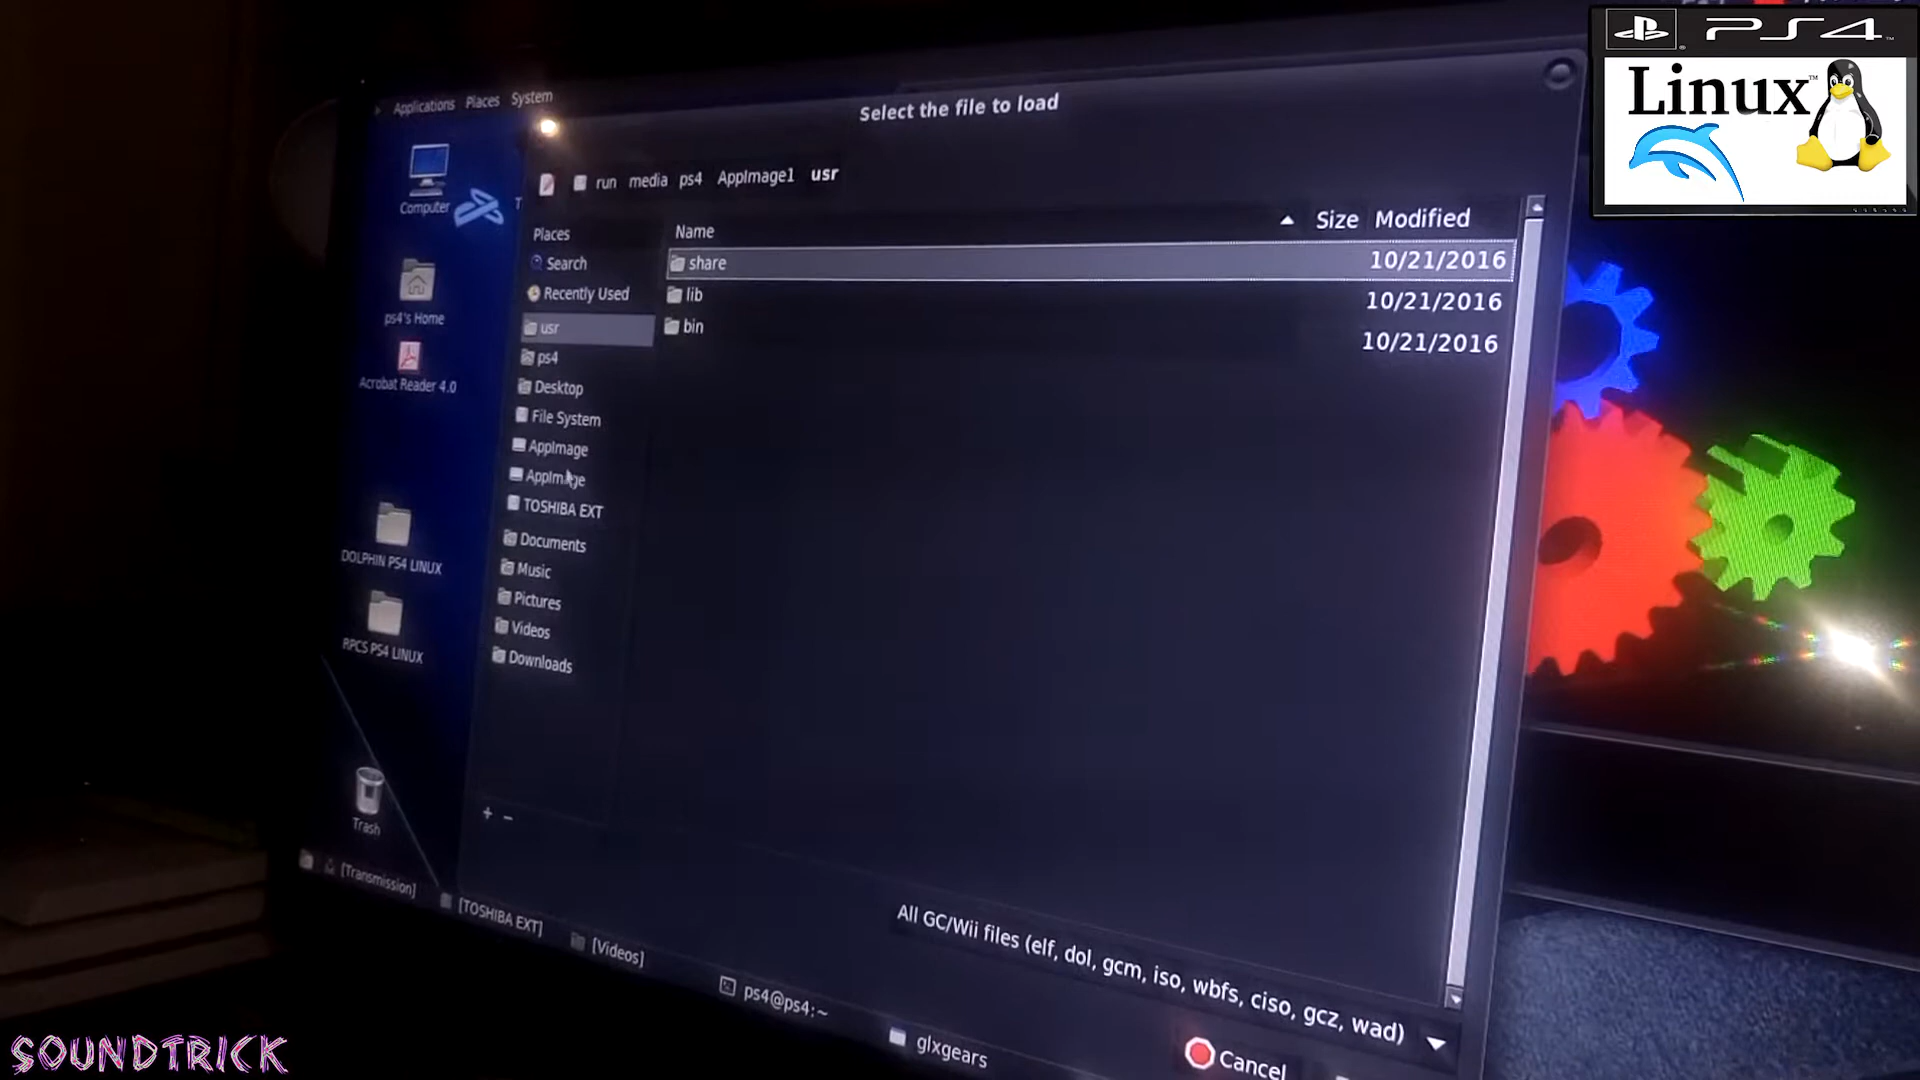 PS4
Linux™
Applications Places System
Select the file to load
run media ps4 AppImage1 usr
Computer
ps4's Home
Acrobat Reader 4.0
DOLPHIN PS4 LINUX
RPCS PS4 LINUX
Trash
Places
Search
Recently Used
usr
ps4
Desktop
File System
AppImage
AppImage
TOSHIBA EXT
Documents
Music
Pictures
Videos
Downloads
+ −
Name Size Modified
share 10/21/2016
lib 10/21/2016
bin 10/21/2016
All GC/Wii files (elf, dol, gcm, iso, wbfs, ciso, gcz, wad)
Cancel
[Transmission]
[TOSHIBA EXT]
[Videos]
ps4@ps4:~
glxgears
SOUNDTRICK